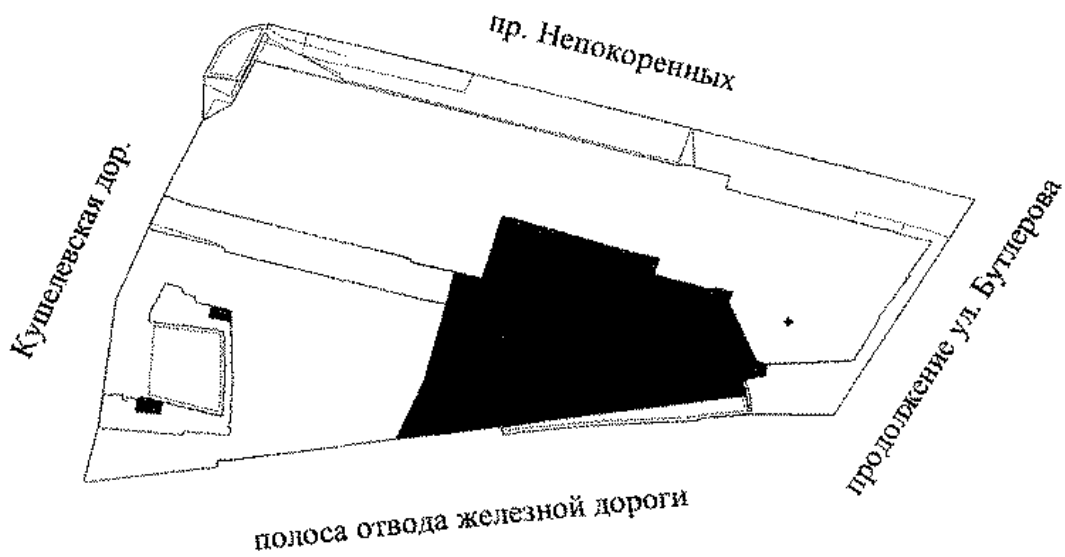 пр. Непокоренных
Кушелевская дор.
продолжение ул. Бутлерова
полоса отвода железной дороги